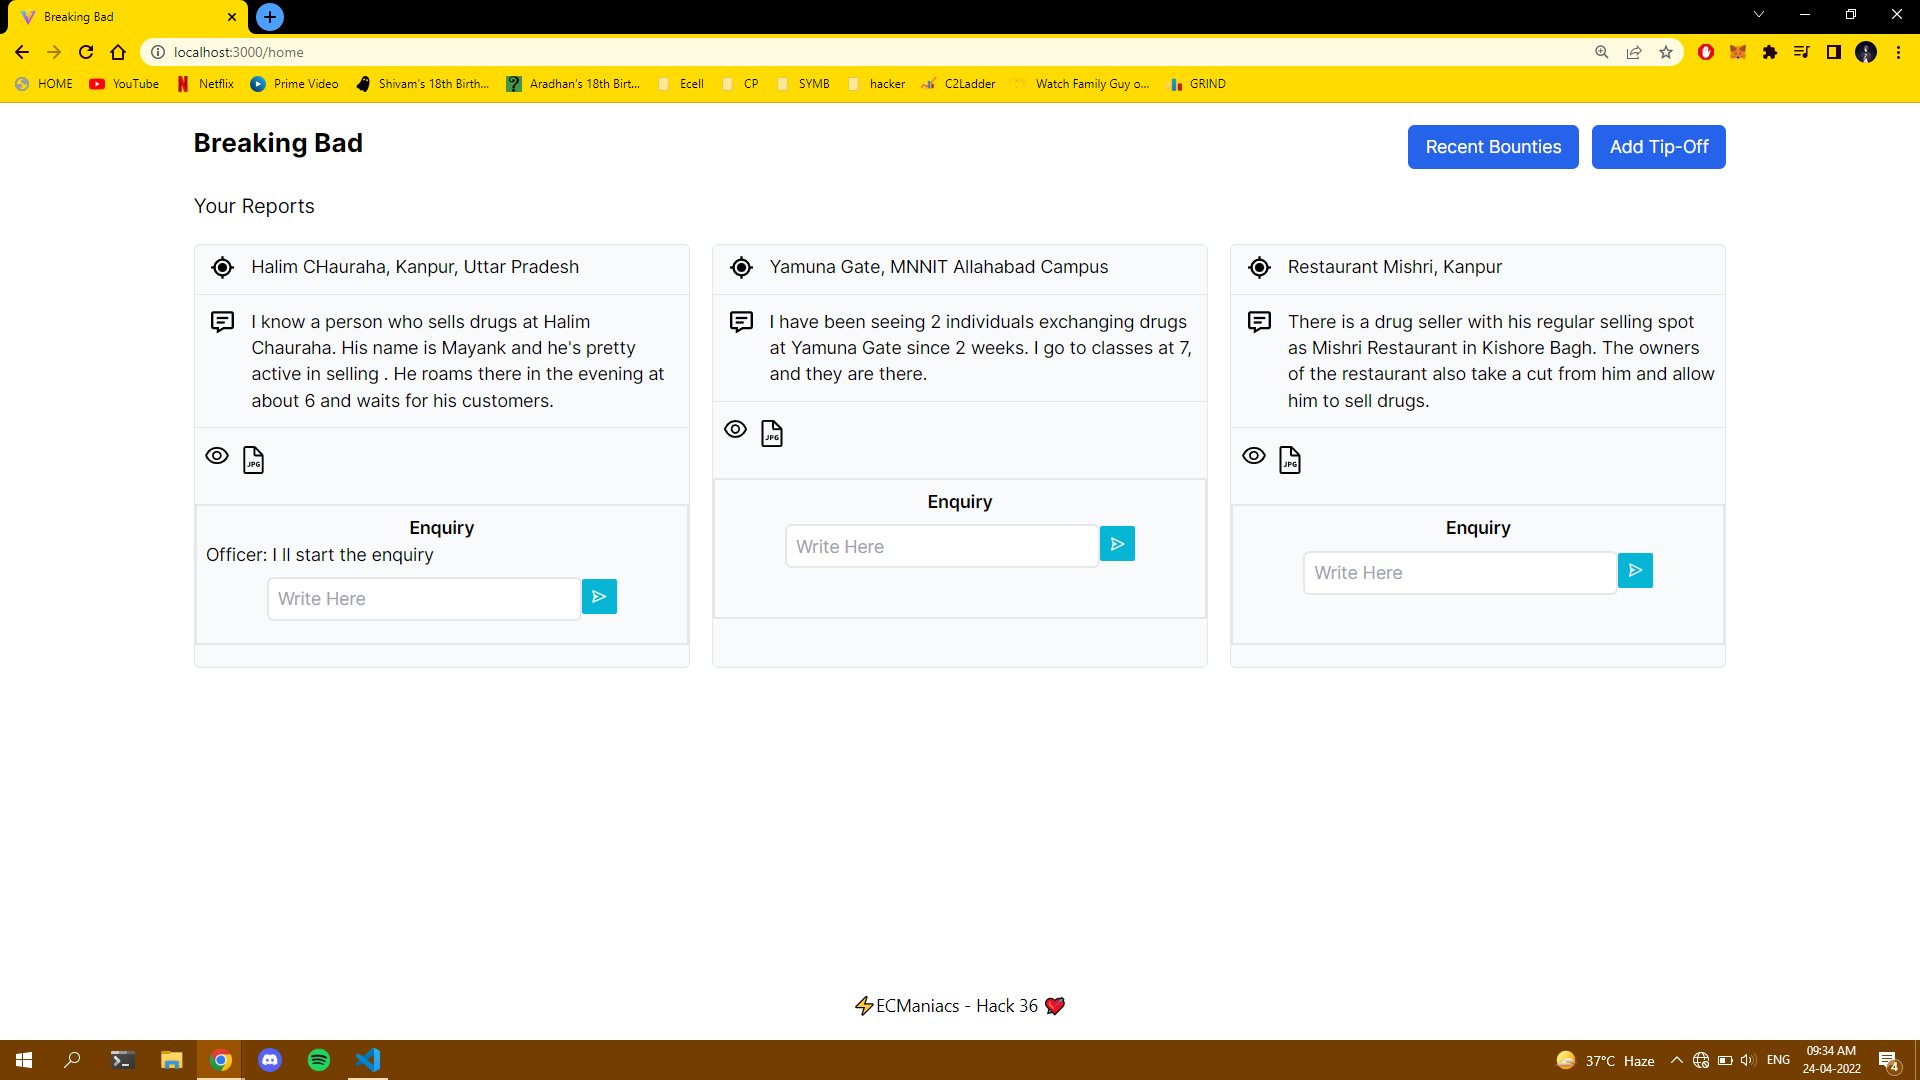 Breaking Bad
localhost:3000/home
HOME
YouTube
Netflix
Prime Video
Shivam's 18th Birth...
Aradhan's 18th Birt...
Ecell
CP
SYMB
hacker
C2Ladder
Watch Family Guy o...
GRIND
Breaking Bad
Recent Bounties
Add Tip-Off
Your Reports
Halim CHauraha, Kanpur, Uttar Pradesh
I know a person who sells drugs at Halim
Chauraha. His name is Mayank and he's pretty
active in selling . He roams there in the evening at
about 6 and waits for his customers.
JPG
Enquiry
Officer: I ll start the enquiry
Write Here
Yamuna Gate, MNNIT Allahabad Campus
I have been seeing 2 individuals exchanging drugs
at Yamuna Gate since 2 weeks. I go to classes at 7,
and they are there.
JPG
Enquiry
Write Here
Restaurant Mishri, Kanpur
There is a drug seller with his regular selling spot
as Mishri Restaurant in Kishore Bagh. The owners
of the restaurant also take a cut from him and allow
him to sell drugs.
JPG
Enquiry
Write Here
⚡ECManiacs - Hack 36 💘
37°C Haze
ENG
09:34 AM
24-04-2022
4